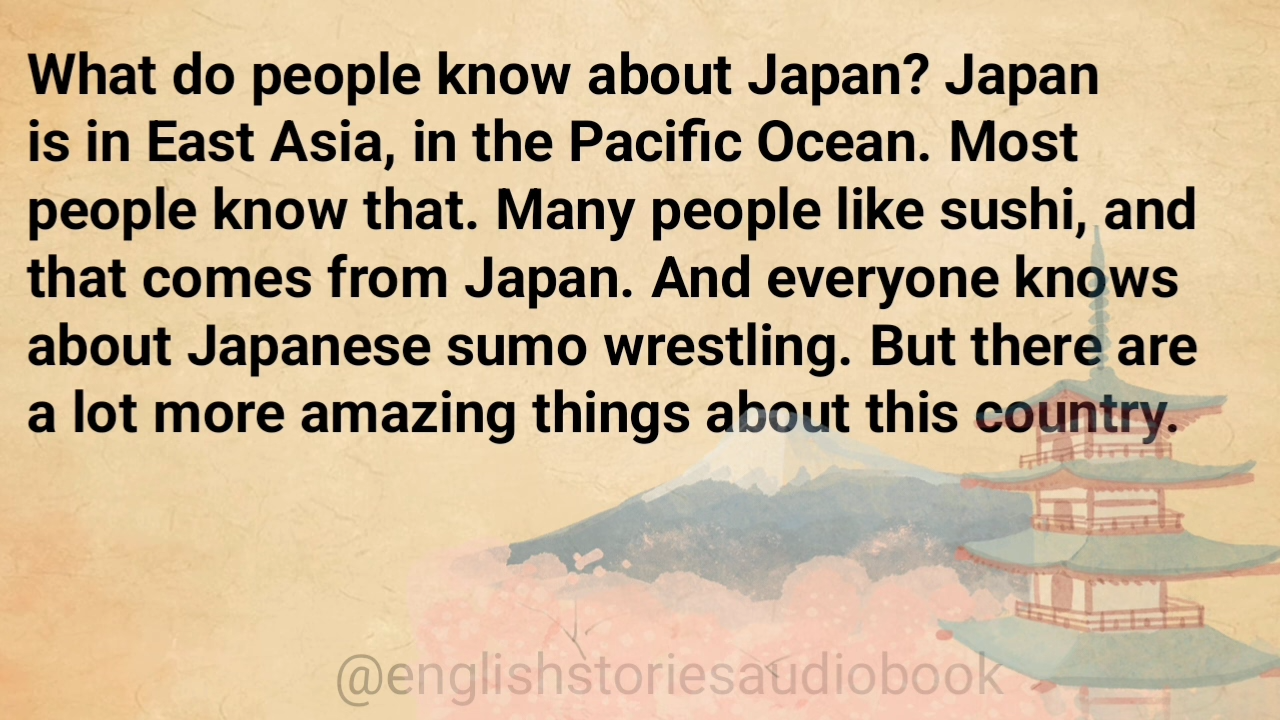 What do people know about Japan? Japan
is in East Asia, in the Pacific Ocean. Most
people know that. Many people like sushi, and
that comes from Japan. And everyone knows
about Japanese sumo wrestling. But there are
a lot more amazing things about this country.
@englishstoriesaudiobook